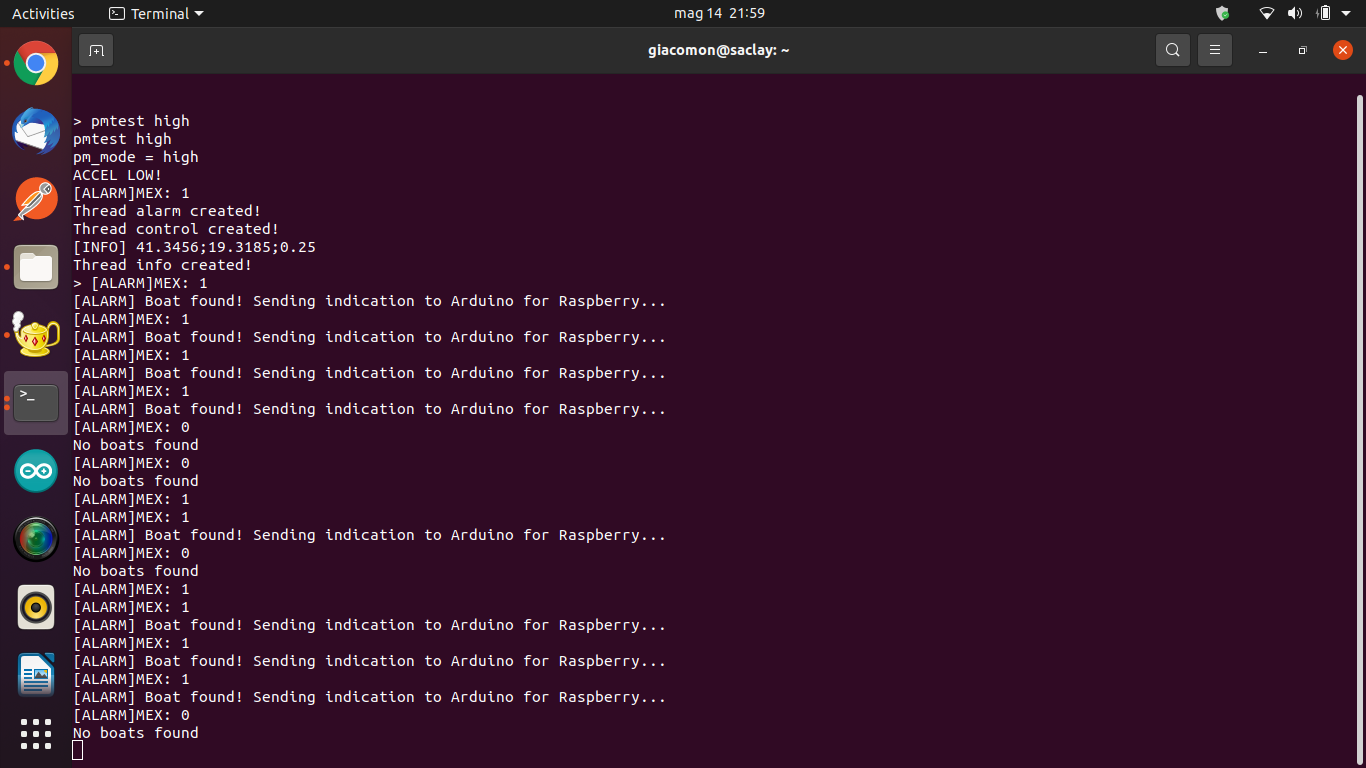 Activities
Terminal
mag 14 21:59
giacomon@saclay: ~
> pmtest high
pmtest high
pm_mode = high
ACCEL LOW!
[ALARM]MEX: 1
Thread alarm created!
Thread control created!
[INFO] 41.3456;19.3185;0.25
Thread info created!
> [ALARM]MEX: 1
[ALARM] Boat found! Sending indication to Arduino for Raspberry...
[ALARM]MEX: 1
[ALARM] Boat found! Sending indication to Arduino for Raspberry...
[ALARM]MEX: 1
[ALARM] Boat found! Sending indication to Arduino for Raspberry...
[ALARM]MEX: 1
[ALARM] Boat found! Sending indication to Arduino for Raspberry...
[ALARM]MEX: 0
No boats found
[ALARM]MEX: 0
No boats found
[ALARM]MEX: 1
[ALARM]MEX: 1
[ALARM] Boat found! Sending indication to Arduino for Raspberry...
[ALARM]MEX: 0
No boats found
[ALARM]MEX: 1
[ALARM]MEX: 1
[ALARM] Boat found! Sending indication to Arduino for Raspberry...
[ALARM]MEX: 1
[ALARM] Boat found! Sending indication to Arduino for Raspberry...
[ALARM]MEX: 1
[ALARM] Boat found! Sending indication to Arduino for Raspberry...
[ALARM]MEX: 0
No boats found